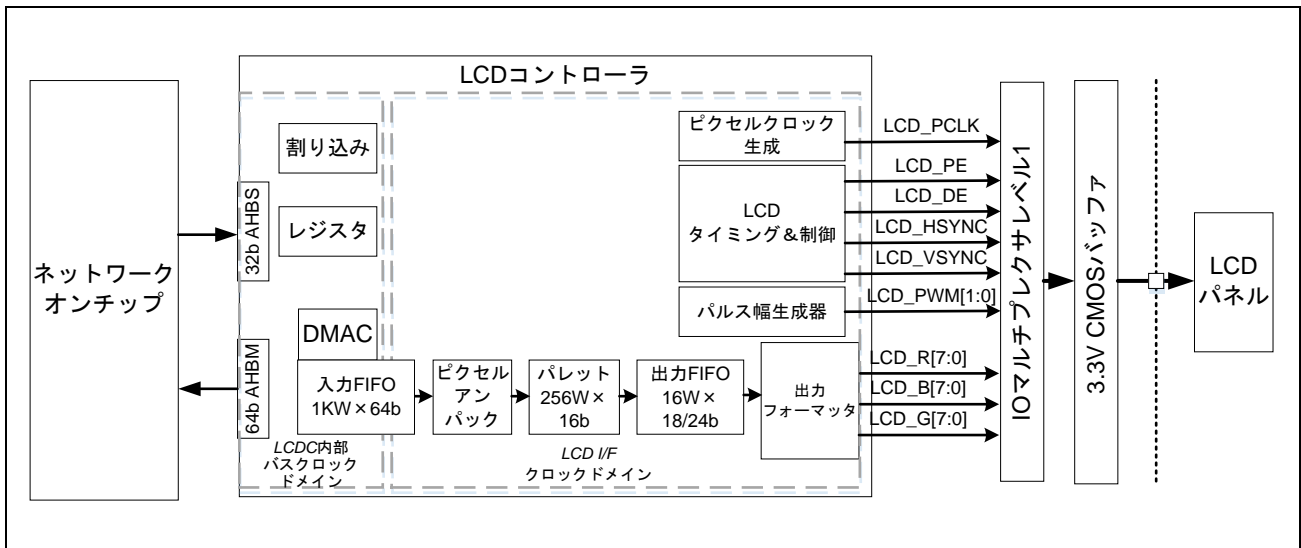 LCDコントローラ
ネットワーク
オンチップ
32b AHBS
64b AHBM
割り込み
レジスタ
DMAC
入力FIFO
1KW×64b
LCDC内部
バスクロック
ドメイン
ピクセル
アン
パック
パレット
256W×
16b
出力FIFO
16W×
18/24b
LCD I/F
クロックドメイン
ピクセルクロック
生成
LCD
タイミング&制御
パルス幅生成器
出力
フォーマッタ
LCD_PCLK
LCD_PE
LCD_DE
LCD_HSYNC
LCD_VSYNC
LCD_PWM[1:0]
LCD_R[7:0]
LCD_B[7:0]
LCD_G[7:0]
IOマルチプレクサレベル1
3.3V CMOSバッファ
LCD
パネル